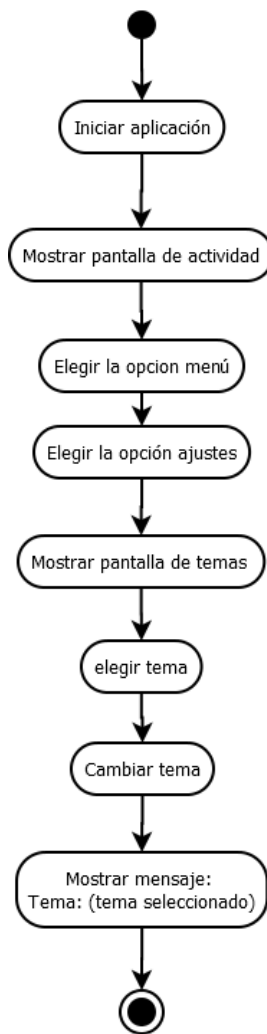 Iniciar aplicación
Mostrar pantalla de actividad
Elegir la opcion menú
Elegir la opción ajustes
Mostrar pantalla de temas
elegir tema
Cambiar tema
Mostrar mensaje:
Tema: (tema seleccionado)